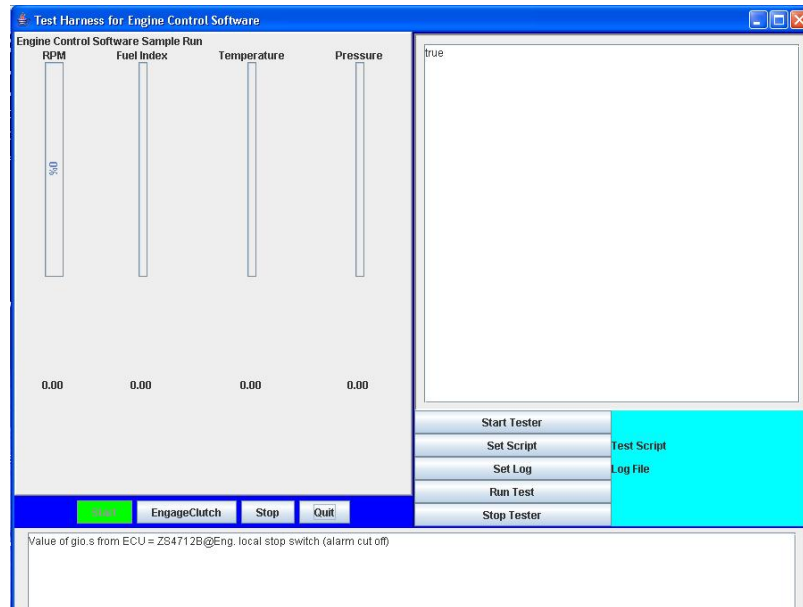 Test Harness for Engine Control Software
Engine Control Software Sample Run
RPM Fuel Index Temperature Pressure
0%
0.00 0.00 0.00 0.00
Start EngageClutch Stop Quit
true
Start Tester
Set Script Test Script
Set Log Log File
Run Test
Stop Tester
Value of gio.s from ECU = ZS4712B@Eng. local stop switch (alarm cut off)